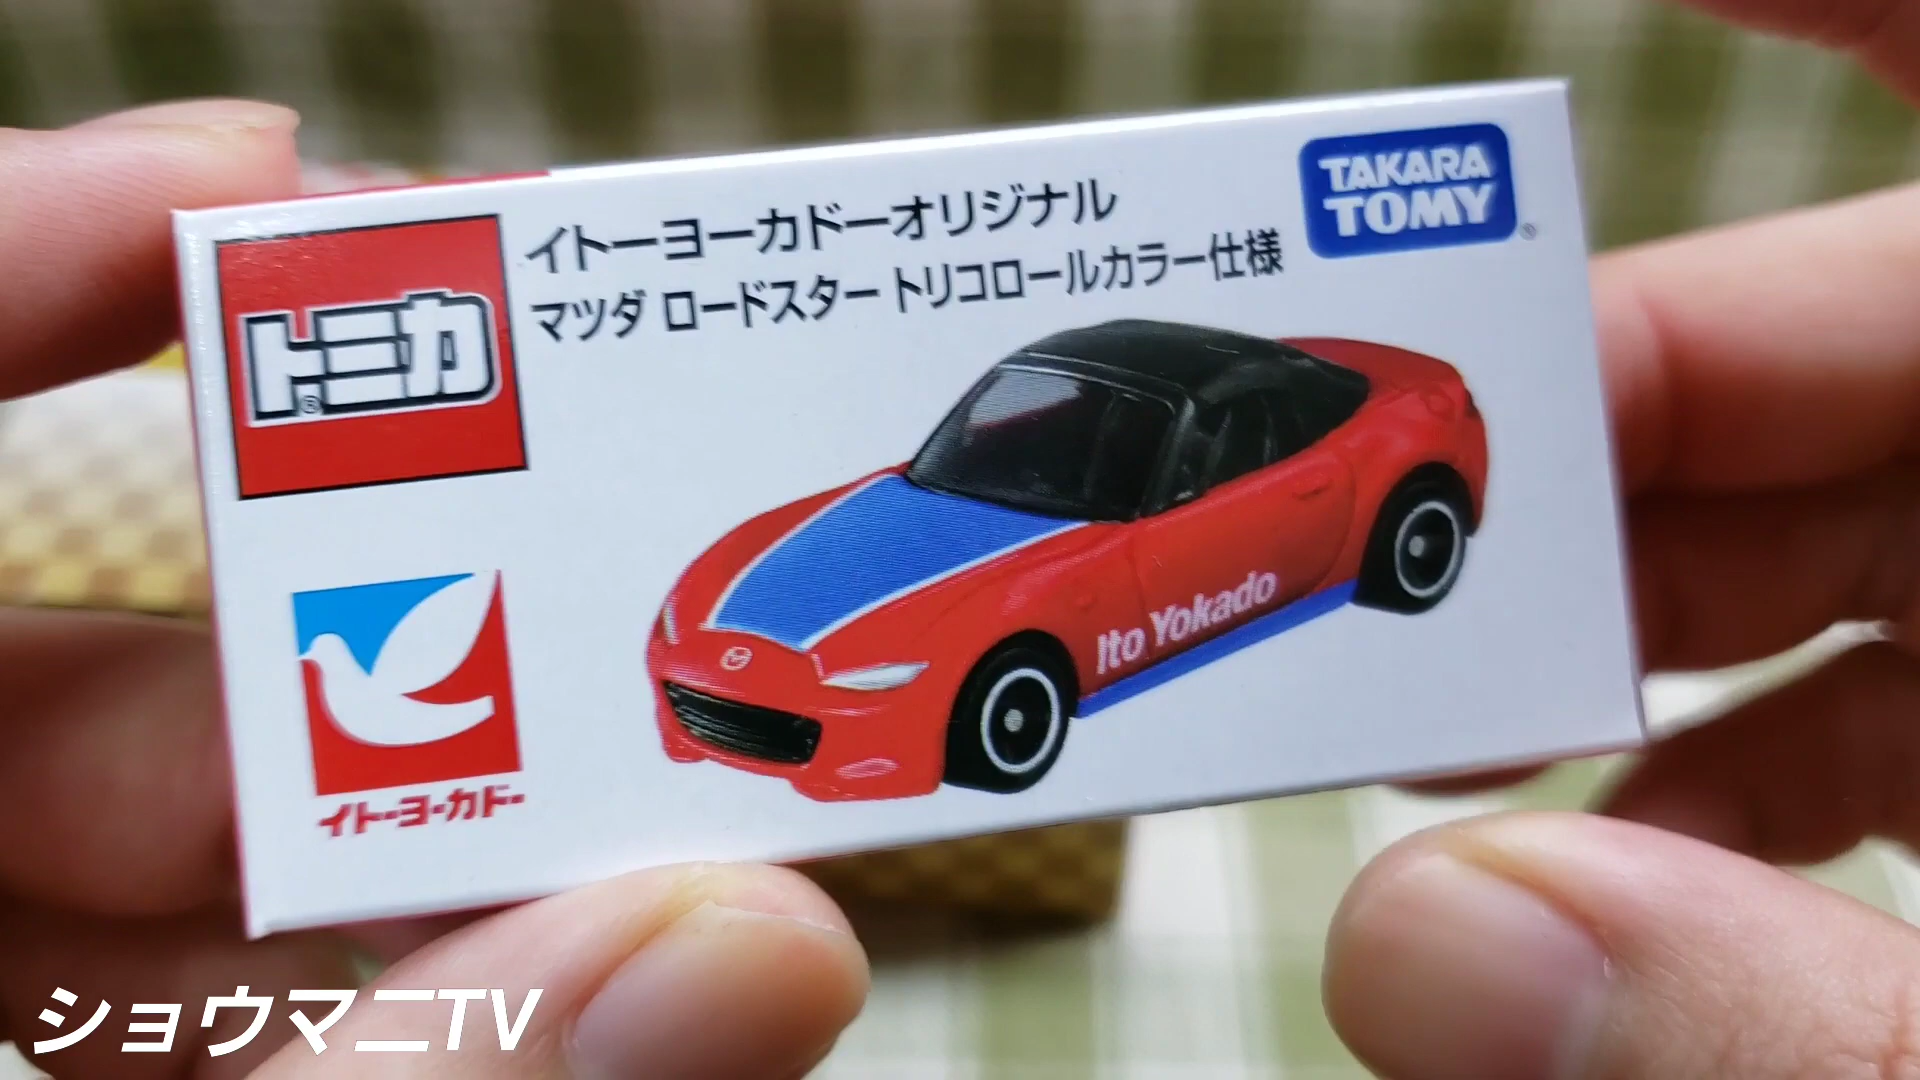 イトーヨーカドーオリジナル
マツダ ロードスター トリコロールカラー仕様
TAKARA
TOMY
トミカ
Ito Yokado
イトーヨーカドー
ショウマニTV